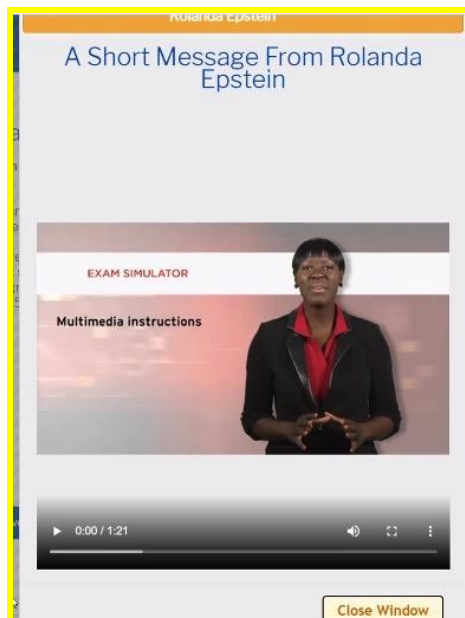 Rolanda Epstein
A Short Message From Rolanda
Epstein
EXAM SIMULATOR
Multimedia instructions
0:00 / 1:21
Close Window